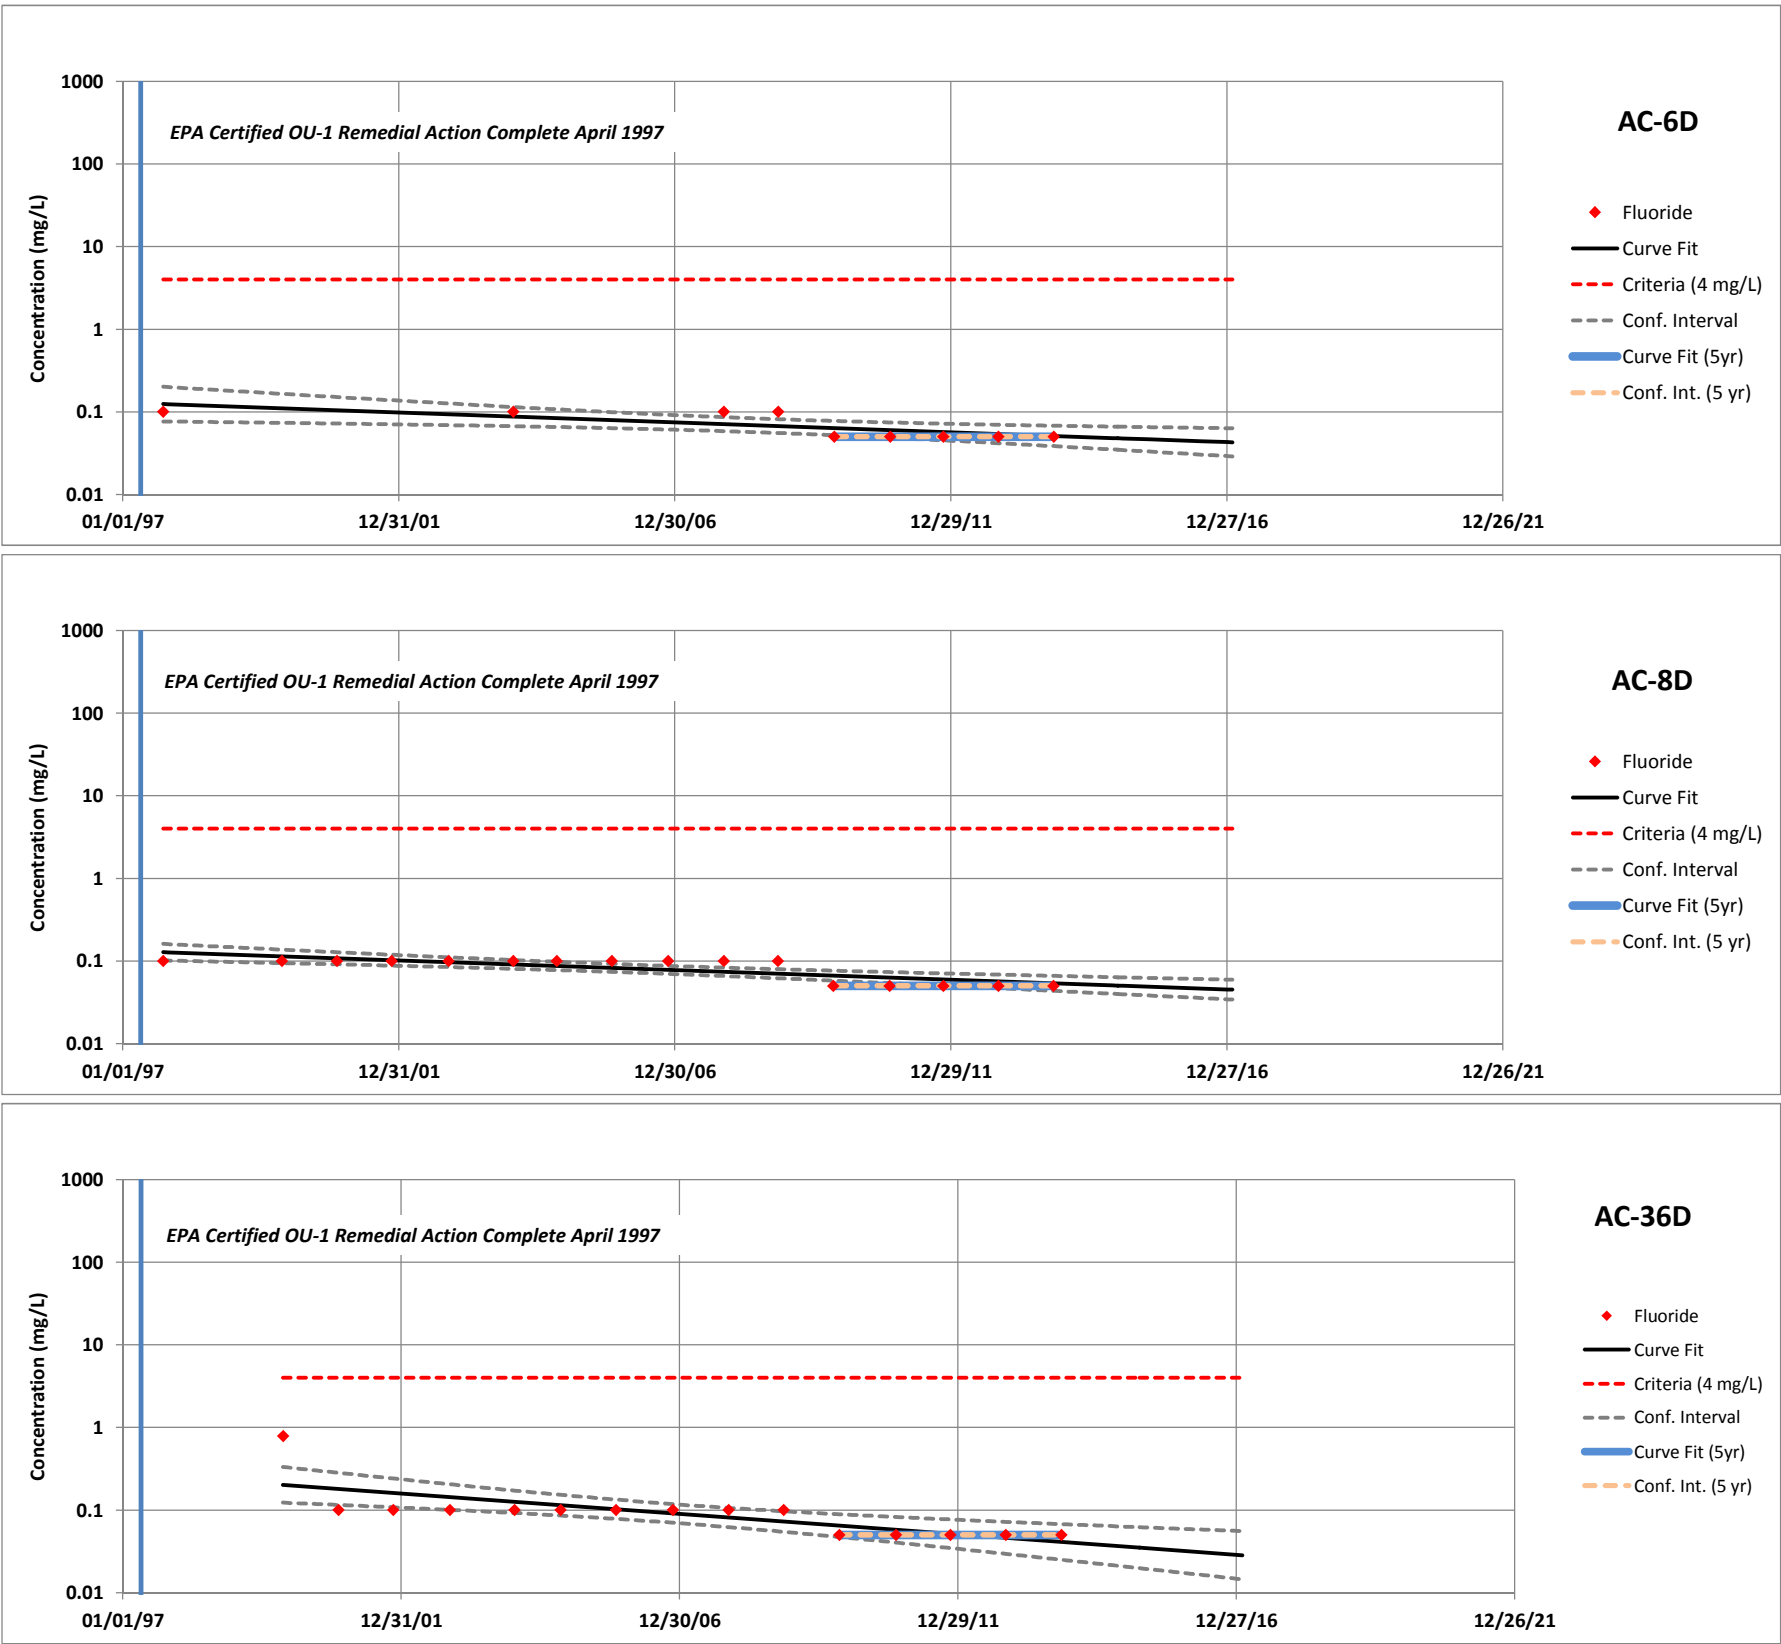 1000
100
10
1
0.1
0.01
Concentration (mg/L)
EPA Certified OU-1 Remedial Action Complete April 1997
01/01/97 12/31/01 12/30/06 12/29/11 12/27/16 12/26/21
AC-6D
Fluoride
Curve Fit
Criteria (4 mg/L)
Conf. Interval
Curve Fit (5yr)
Conf. Int. (5 yr)
1000
100
10
1
0.1
0.01
Concentration (mg/L)
EPA Certified OU-1 Remedial Action Complete April 1997
01/01/97 12/31/01 12/30/06 12/29/11 12/27/16 12/26/21
AC-8D
Fluoride
Curve Fit
Criteria (4 mg/L)
Conf. Interval
Curve Fit (5yr)
Conf. Int. (5 yr)
1000
100
10
1
0.1
0.01
Concentration (mg/L)
EPA Certified OU-1 Remedial Action Complete April 1997
01/01/97 12/31/01 12/30/06 12/29/11 12/27/16 12/26/21
AC-36D
Fluoride
Curve Fit
Criteria (4 mg/L)
Conf. Interval
Curve Fit (5yr)
Conf. Int. (5 yr)